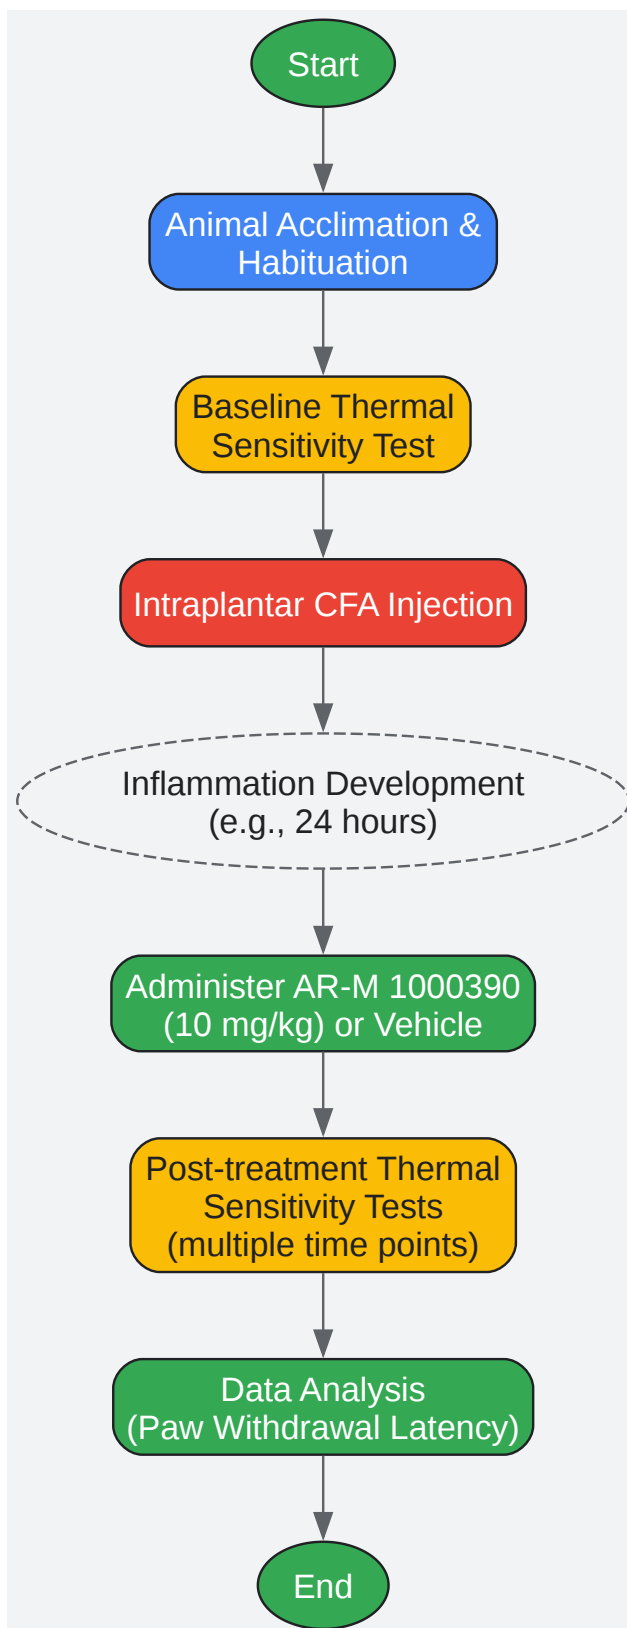 Start
Animal Acclimation &
Habituation
Baseline Thermal
Sensitivity Test
Intraplantar CFA Injection
Inflammation Development
(e.g., 24 hours)
Administer AR-M 1000390
(10 mg/kg) or Vehicle
Post-treatment Thermal
Sensitivity Tests
(multiple time points)
Data Analysis
(Paw Withdrawal Latency)
End